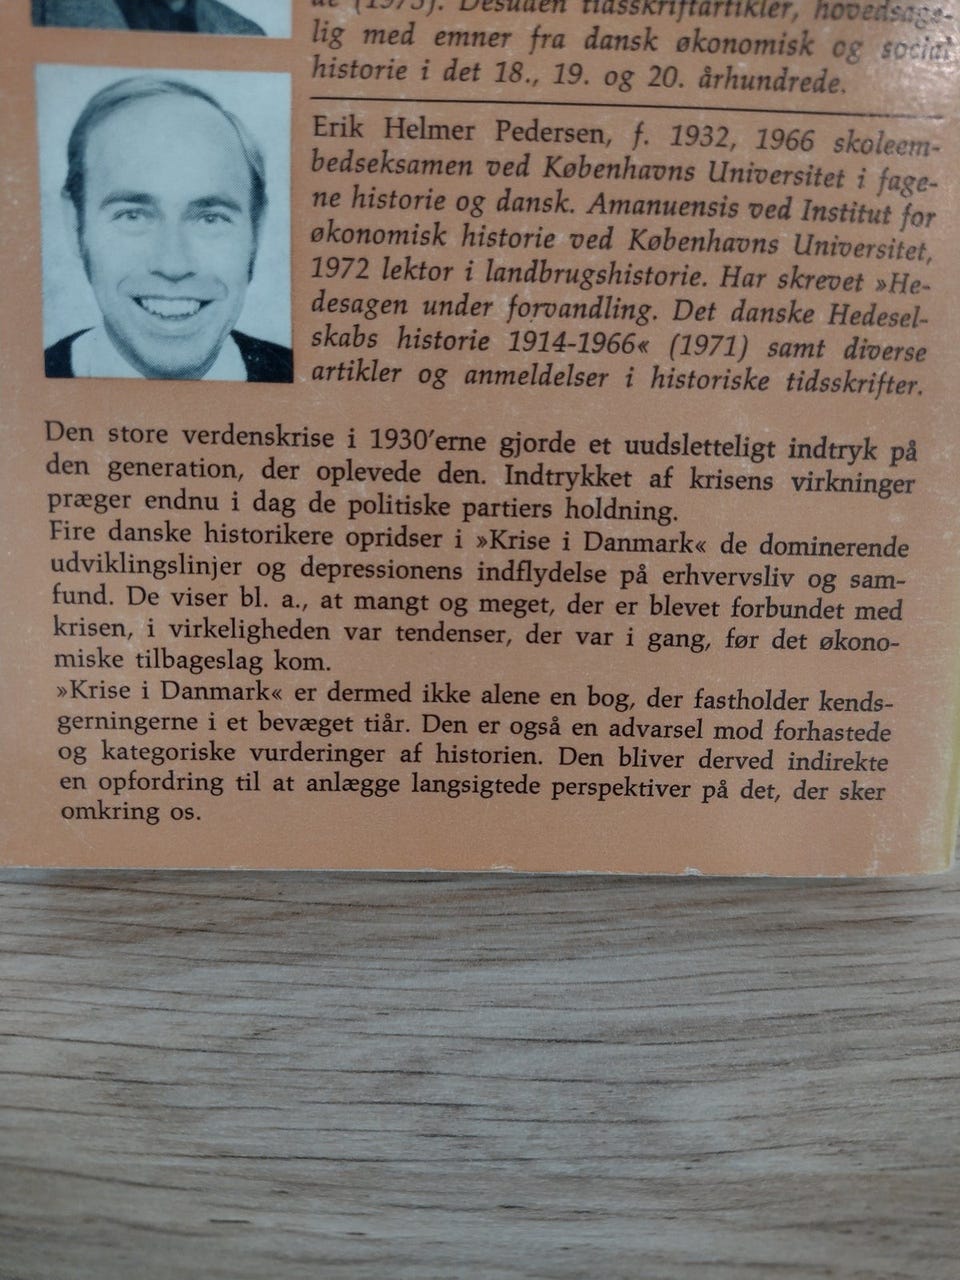 de (1975). Desuden tidsskriftartikler, hovedsage-
lig med emner fra dansk økonomisk og social
historie i det 18., 19. og 20. århundrede.
Erik Helmer Pedersen, f. 1932, 1966 skoleem-
bedseksamen ved Københavns Universitet i fage-
ne historie og dansk. Amanuensis ved Institut for
økonomisk historie ved Københavns Universitet,
1972 lektor i landbrugshistorie. Har skrevet »He-
desagen under forvandling. Det danske Hedesel-
skabs historie 1914-1966« (1971) samt diverse
artikler og anmeldelser i historiske tidsskrifter.
Den store verdenskrise i 1930'erne gjorde et uudsletteligt indtryk på
den generation, der oplevede den. Indtrykket af krisens virkninger
præger endnu i dag de politiske partiers holdning.
Fire danske historikere opridser i »Krise i Danmark« de dominerende
udviklingslinjer og depressionens indflydelse på erhvervsliv og sam-
fund. De viser bl. a., at mangt og meget, der er blevet forbundet med
krisen, i virkeligheden var tendenser, der var i gang, før det økono-
miske tilbageslag kom.
»Krise i Danmark« er dermed ikke alene en bog, der fastholder kends-
gerningerne i et bevæget tiår. Den er også en advarsel mod forhastede
og kategoriske vurderinger af historien. Den bliver derved indirekte
en opfordring til at anlægge langsigtede perspektiver på det, der sker
omkring os.